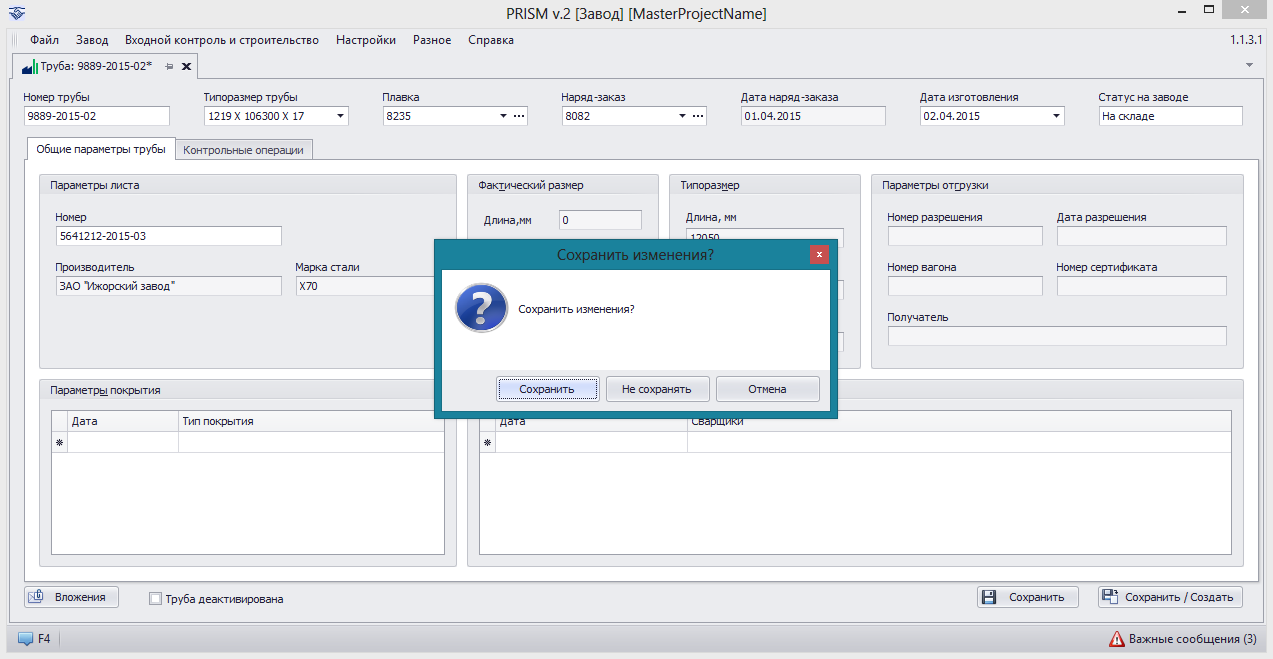 PRISM v.2 [Завод] [MasterProjectName]
Файл Завод Входной контроль и строительство Настройки Разное Справка 1.1.3.1
Труба: 9889-2015-02*
Номер трубы Типоразмер трубы Плавка Наряд-заказ Дата наряд-заказа Дата изготовления Статус на заводе
9889-2015-02 1219 X 106300 X 17 8235 8082 01.04.2015 02.04.2015 На складе
Общие параметры трубы Контрольные операции
Параметры листа Фактический размер Типоразмер Параметры отгрузки
Номер Длина,мм 0 Длина, мм Номер разрешения Дата разрешения
5641212-2015-03 12050
Сохранить изменения?
Производитель Марка стали Номер вагона Номер сертификата
ЗАО "Ижорский завод" X70
Сохранить изменения?
Получатель
Сохранить Не сохранять Отмена
Параметры покрытия
Дата Тип покрытия Дата Сварщики
Вложения Труба деактивирована Сохранить Сохранить / Создать
F4 Важные сообщения (3)